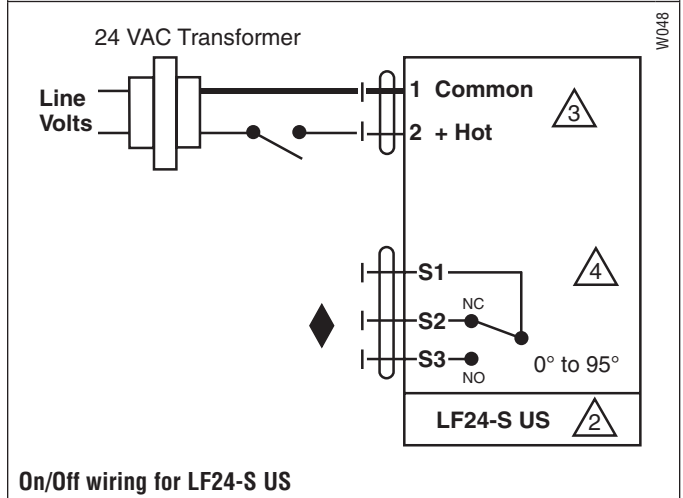 W048
24 VAC Transformer
Line
Volts
1 Common
2 + Hot
3
S1
4
NC
S2
S3
NO
0° to 95°
LF24-S US
2
On/Off wiring for LF24-S US